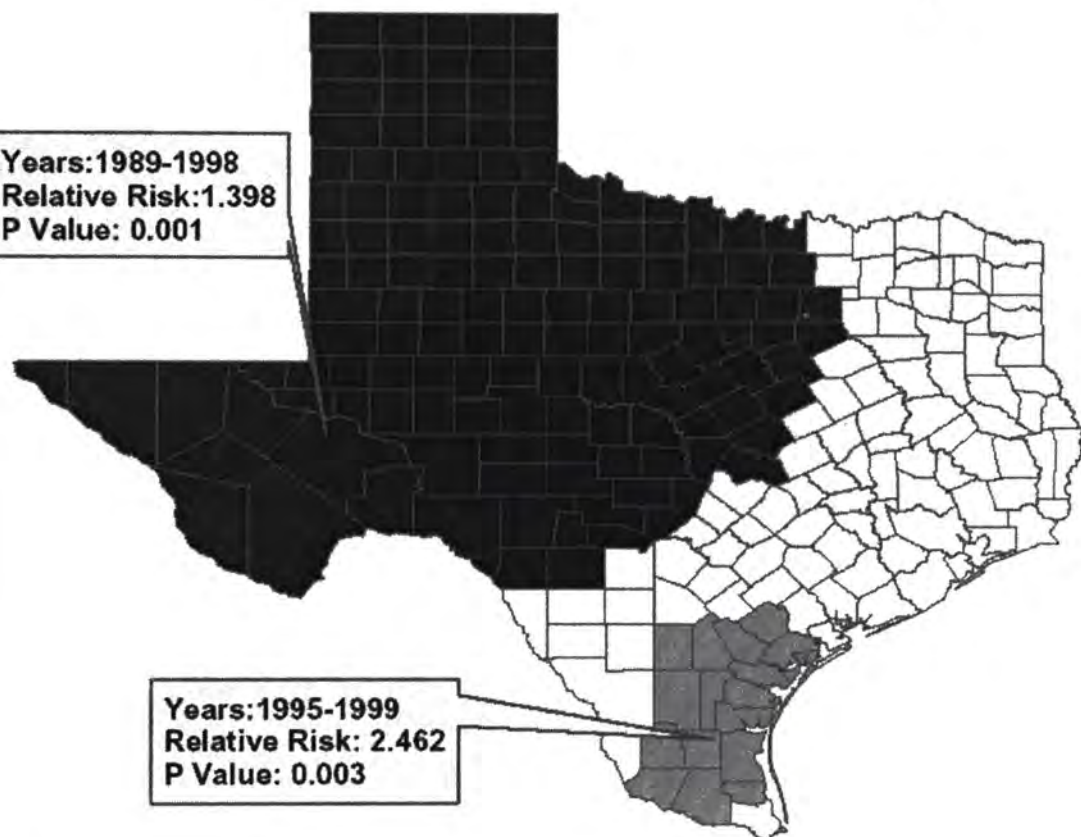 Years:1989-1998
Relative Risk:1.398
P Value: 0.001
Years:1995-1999
Relative Risk: 2.462
P Value: 0.003